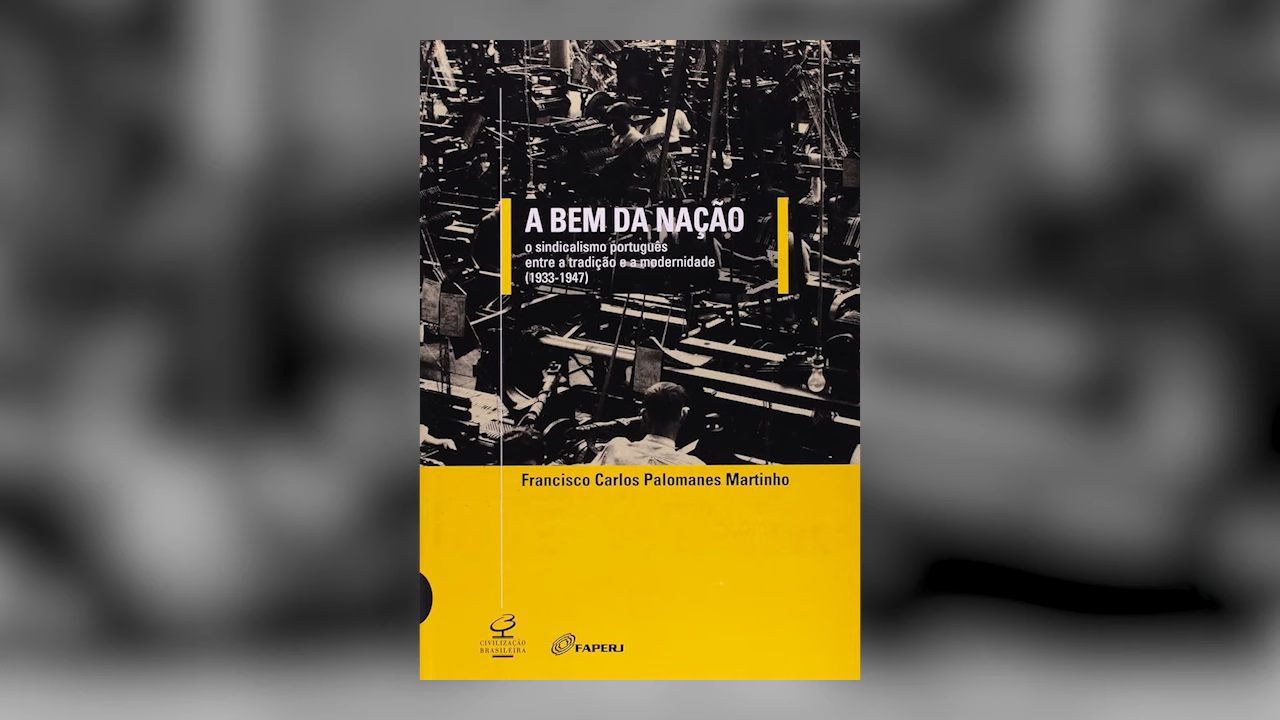 A BEM DA NAÇÃO
o sindicalismo português
entre a tradição e a modernidade
(1933-1947)
Francisco Carlos Palomanes Martinho
CIVILIZAÇÃO
BRASILEIRA
FAPERJ